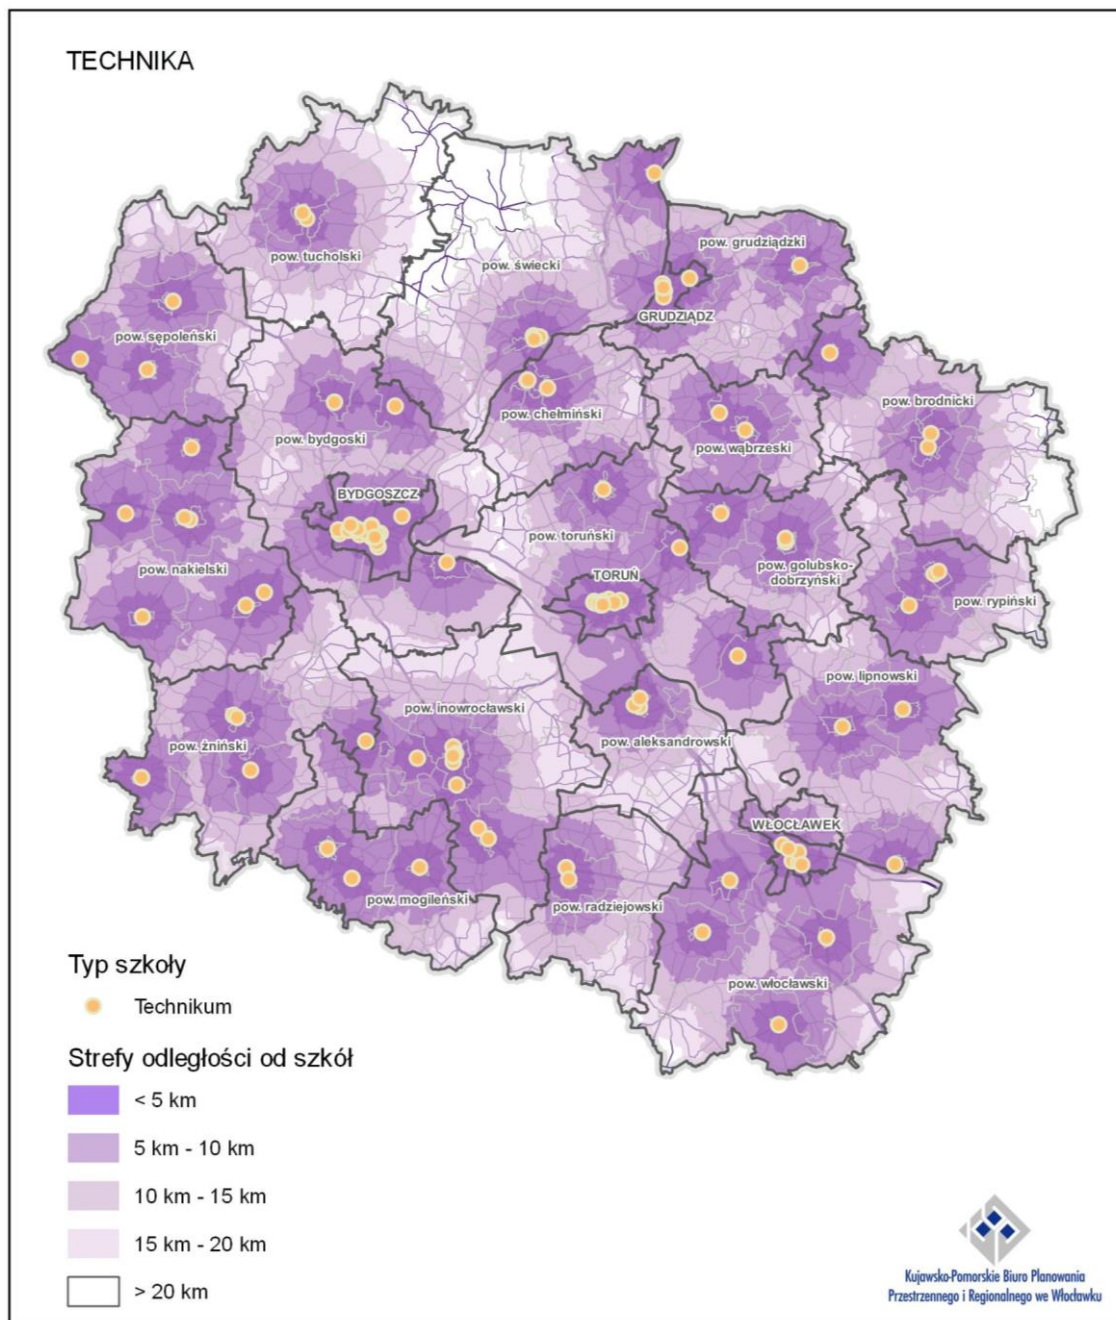 TECHNIKA
pow. tucholski
pow. świecki
pow. grudziądzki
GRUDZIĄDZ
pow. sępoleński
pow. brodnicki
pow. chełmiński
pow. bydgoski
pow. wąbrzeski
BYDGOSZCZ
pow. toruński
pow. nakielski
pow. golubsko-
dobrzyński
TORUŃ
pow. rypiński
pow. lipnowski
pow. inowrocławski
pow. żniński
pow. aleksandrowski
WŁOCŁAWEK
pow. mogileński
pow. radziejowski
pow. włocławski
Typ szkoły
Technikum
Strefy odległości od szkół
< 5 km
5 km - 10 km
10 km - 15 km
15 km - 20 km
> 20 km
Kujawsko-Pomorskie Biuro Planowania
Przestrzennego i Regionalnego we Włocławku